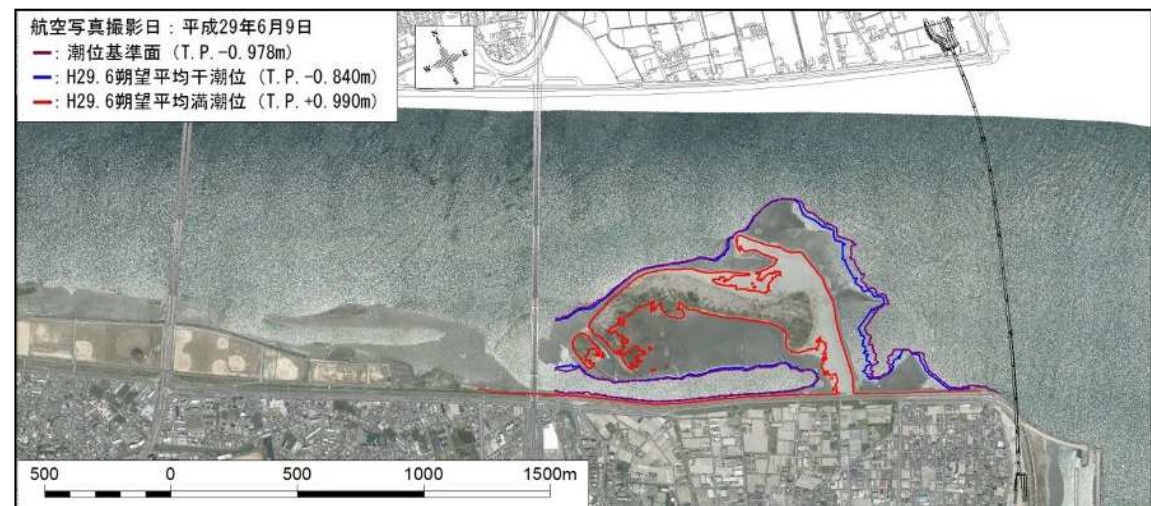 航空写真撮影日：平成29年6月9日
：潮位基準面（T.P.-0.978m）
：H29.6朔望平均干潮位（T.P.-0.840m）
：H29.6朔望平均満潮位（T.P.+0.990m）
N
E
W
S
500 0 500 1000 1500m